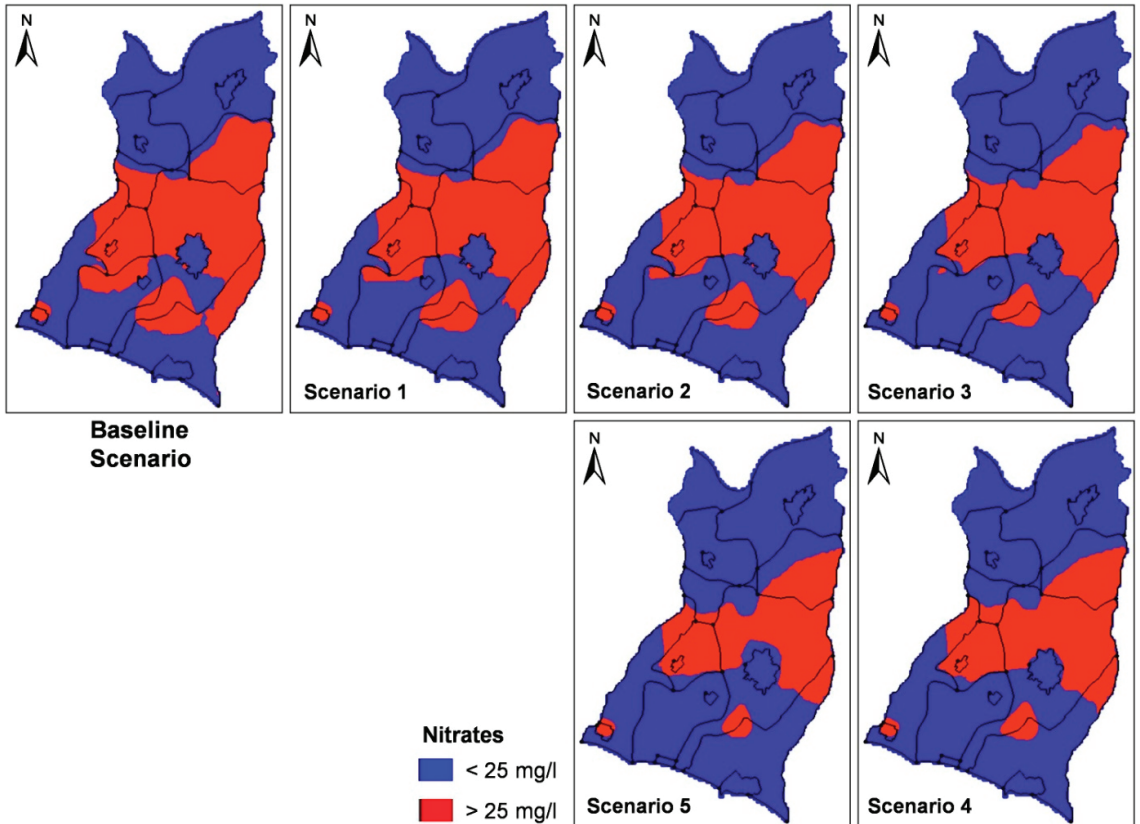 N
N
N
N
Scenario 1
Scenario 2
Scenario 3
Baseline
Scenario
N
N
Nitrates
< 25 mg/l
> 25 mg/l
Scenario 5
Scenario 4